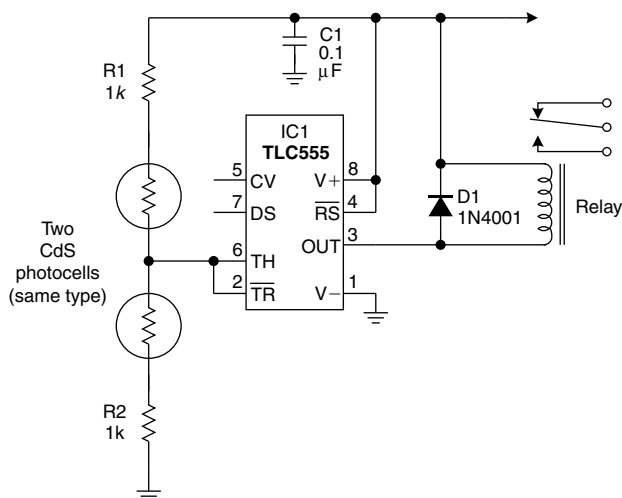 C1
0.1
µF
R1
1k
IC1
TLC555
5
CV
V+
8
7
DS
RS
4
D1
1N4001
Relay
Two
CdS
photocells
(same type)
6
TH
OUT
3
2
TR
V−
1
R2
1k